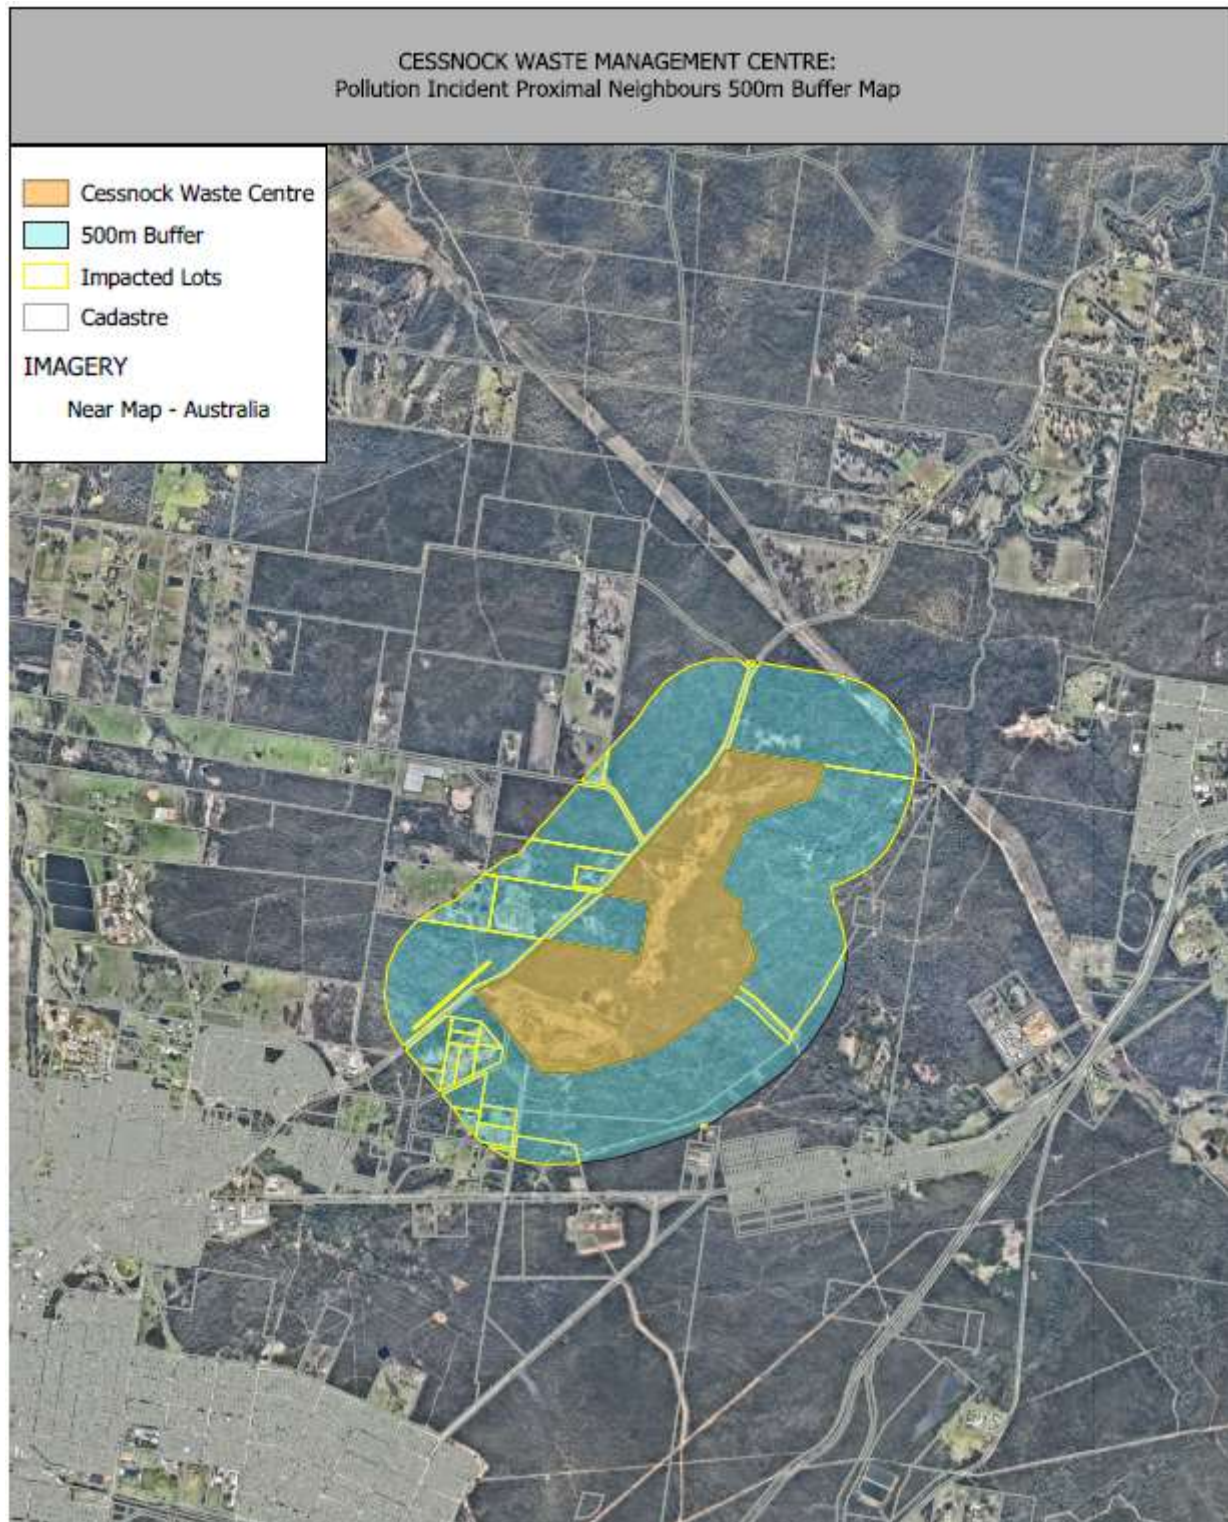 CESSNOCK WASTE MANAGEMENT CENTRE:
Pollution Incident Proximal Neighbours 500m Buffer Map
Cessnock Waste Centre
500m Buffer
Impacted Lots
Cadastre
IMAGERY
Near Map - Australia